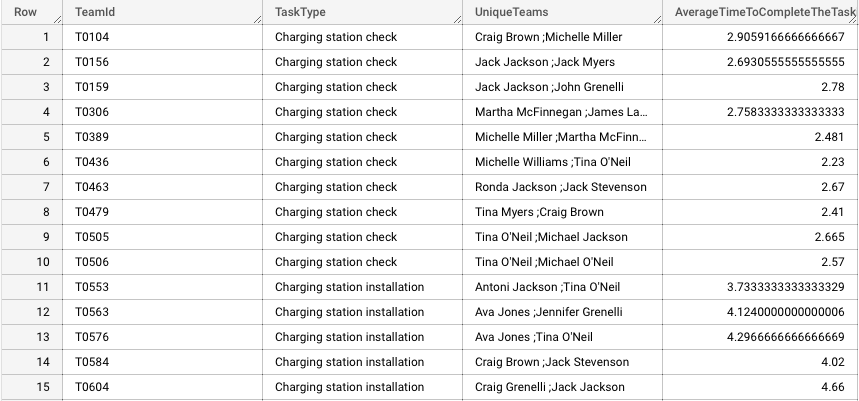 Row TeamId TaskType UniqueTeams AverageTimeToCompleteTheTask
1 T0104 Charging station check Craig Brown ;Michelle Miller 2.9059166666666667
2 T0156 Charging station check Jack Jackson ;Jack Myers 2.6930555555555555
3 T0159 Charging station check Jack Jackson ;John Grenelli 2.78
4 T0306 Charging station check Martha McFinnegan ;James La... 2.7583333333333333
5 T0389 Charging station check Michelle Miller ;Martha McFinn... 2.481
6 T0436 Charging station check Michelle Williams ;Tina O'Neil 2.23
7 T0463 Charging station check Ronda Jackson ;Jack Stevenson 2.67
8 T0479 Charging station check Tina Myers ;Craig Brown 2.41
9 T0505 Charging station check Tina O'Neil ;Michael Jackson 2.665
10 T0506 Charging station check Tina O'Neil ;Michael O'Neil 2.57
11 T0553 Charging station installation Antoni Jackson ;Tina O'Neil 3.7333333333333329
12 T0563 Charging station installation Ava Jones ;Jennifer Grenelli 4.1240000000000006
13 T0576 Charging station installation Ava Jones ;Tina O'Neil 4.2966666666666669
14 T0584 Charging station installation Craig Brown ;Jack Stevenson 4.02
15 T0604 Charging station installation Craig Grenelli ;Jack Jackson 4.66